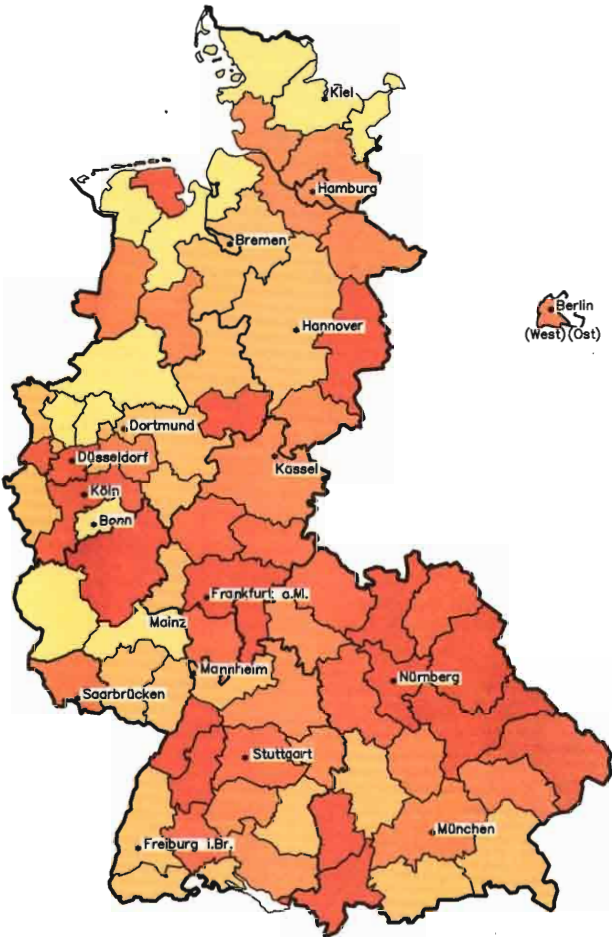 Kiel
Hamburg
Bremen
Berlin
(West) (Ost)
Hannover
Dortmund
Düsseldorf
Kassel
Köln
Bonn
Frankfurt a.M.
Mainz
Mannheim
Nürnberg
Saarbrücken
Stuttgart
München
Freiburg i.Br.